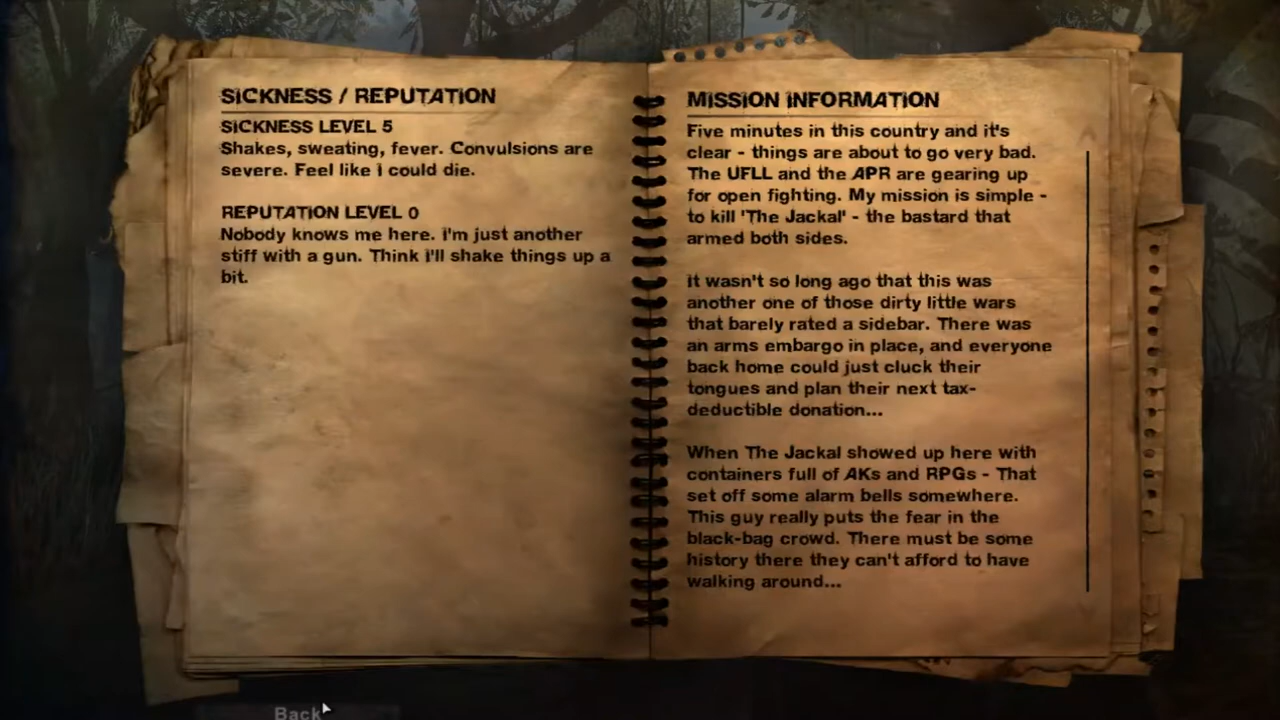 SICKNESS / REPUTATION
SICKNESS LEVEL 5
Shakes, sweating, fever. Convulsions are
severe. Feel like I could die.
REPUTATION LEVEL 0
Nobody knows me here. I'm just another
stiff with a gun. Think I'll shake things up a
bit.
MISSION INFORMATION
Five minutes in this country and it's
clear - things are about to go very bad.
The UFLL and the APR are gearing up
for open fighting. My mission is simple -
to kill 'The Jackal' - the bastard that
armed both sides.
It wasn't so long ago that this was
another one of those dirty little wars
that barely rated a sidebar. There was
an arms embargo in place, and everyone
back home could just cluck their
tongues and plan their next tax-
deductible donation...
When The Jackal showed up here with
containers full of AKs and RPGs - That
set off some alarm bells somewhere.
This guy really puts the fear in the
black-bag crowd. There must be some
history there they can't afford to have
walking around...
Back